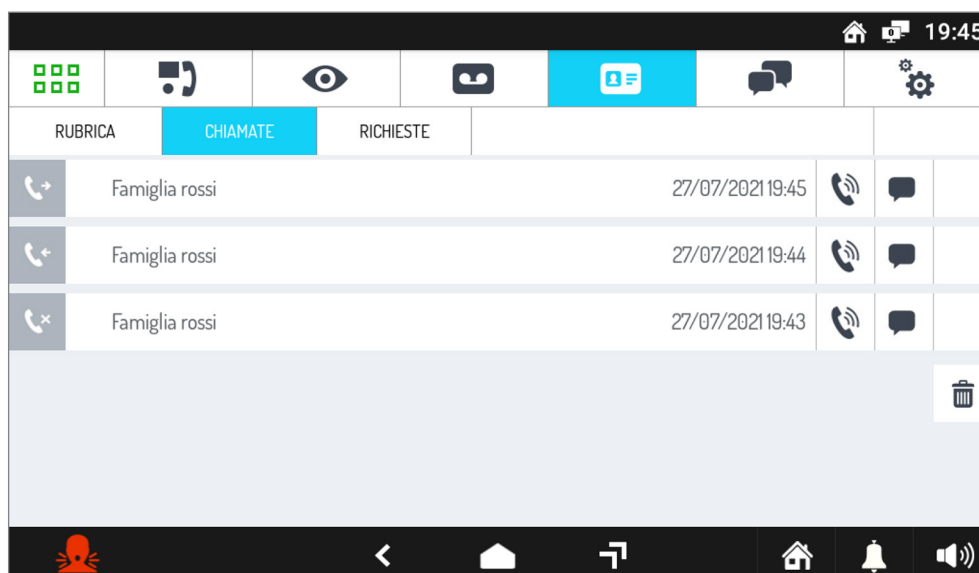 19:45
RUBRICA CHIAMATE RICHIESTE
Famiglia rossi 27/07/2021 19:45
Famiglia rossi 27/07/2021 19:44
Famiglia rossi 27/07/2021 19:43